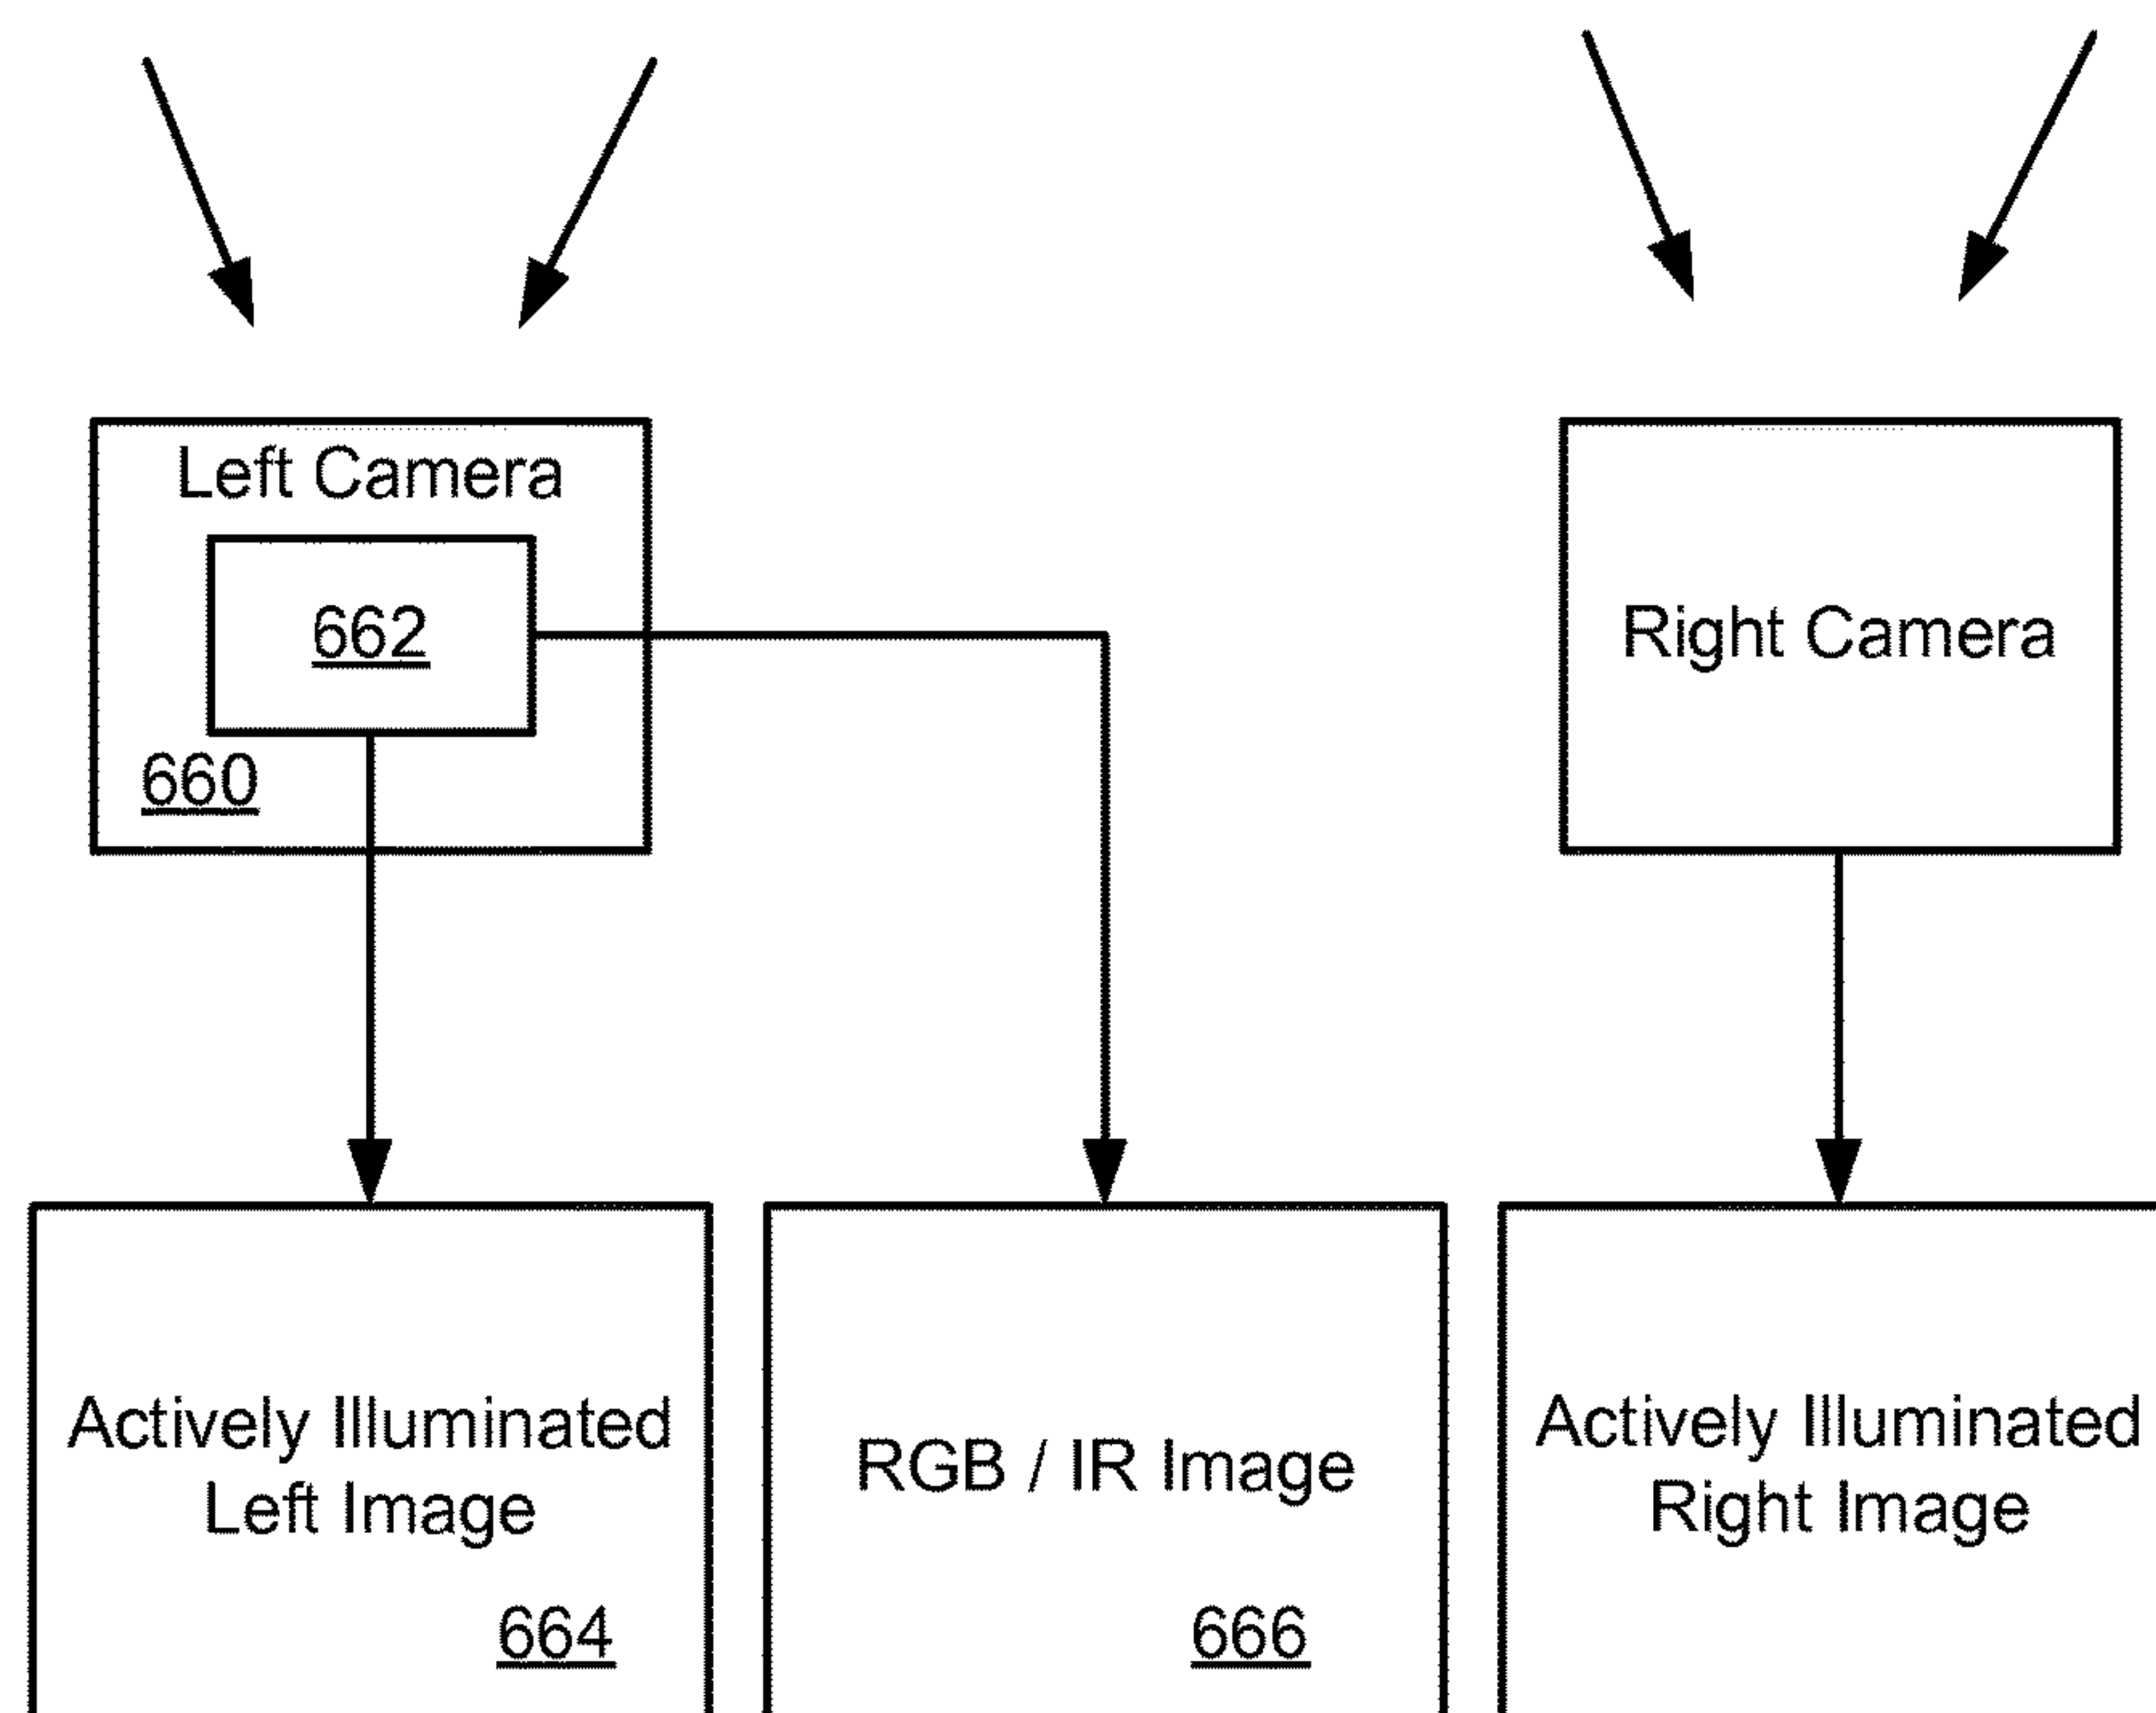 Left Camera
662
660
Right Camera
Actively Illuminated
Left Image
664
RGB / IR Image
666
Actively Illuminated
Right Image